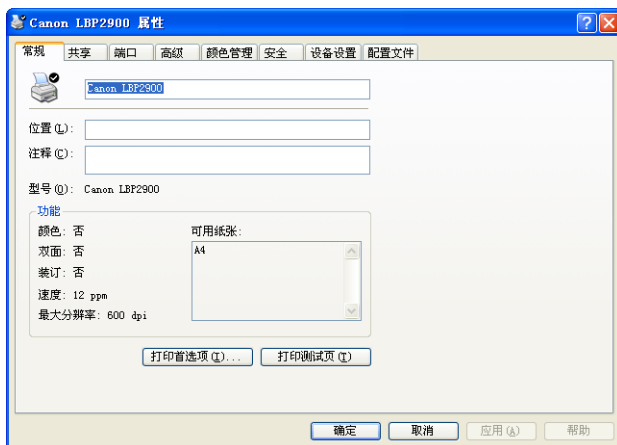 Canon LBP2900 属性
常规 共享 端口 高级 颜色管理 安全 设备设置 配置文件
Canon LBP2900
位置(L):
注释(C):
型号(O): Canon LBP2900
功能
颜色: 否 可用纸张:
双面: 否 A4
装订: 否
速度: 12 ppm
最大分辨率: 600 dpi
打印首选项(I)... 打印测试页(T)
确定 取消 应用(A) 帮助